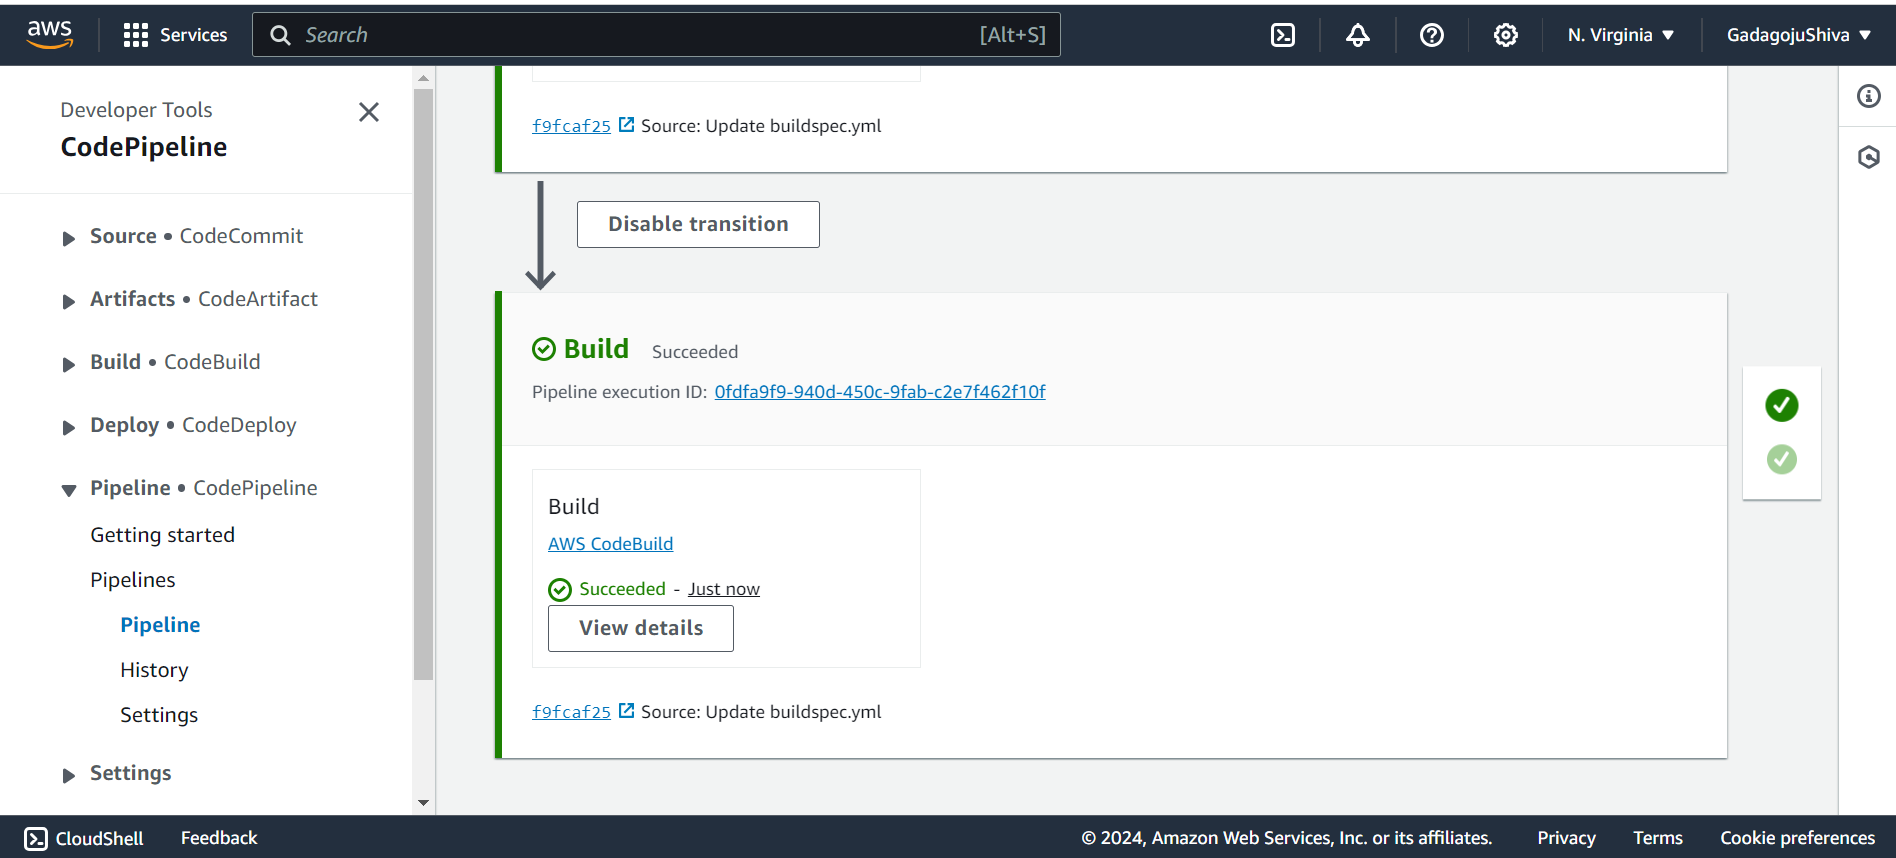 aws Services Search [Alt+S] N. Virginia GadagojuShiva
Developer Tools
CodePipeline
Source • CodeCommit
Artifacts • CodeArtifact
Build • CodeBuild
Deploy • CodeDeploy
Pipeline • CodePipeline
Getting started
Pipelines
Pipeline
History
Settings
Settings
f9fcaf25 Source: Update buildspec.yml
Disable transition
Build Succeeded
Pipeline execution ID: 0fdfa9f9-940d-450c-9fab-c2e7f462f10f
Build
AWS CodeBuild
Succeeded - Just now
View details
f9fcaf25 Source: Update buildspec.yml
CloudShell Feedback © 2024, Amazon Web Services, Inc. or its affiliates. Privacy Terms Cookie preferences